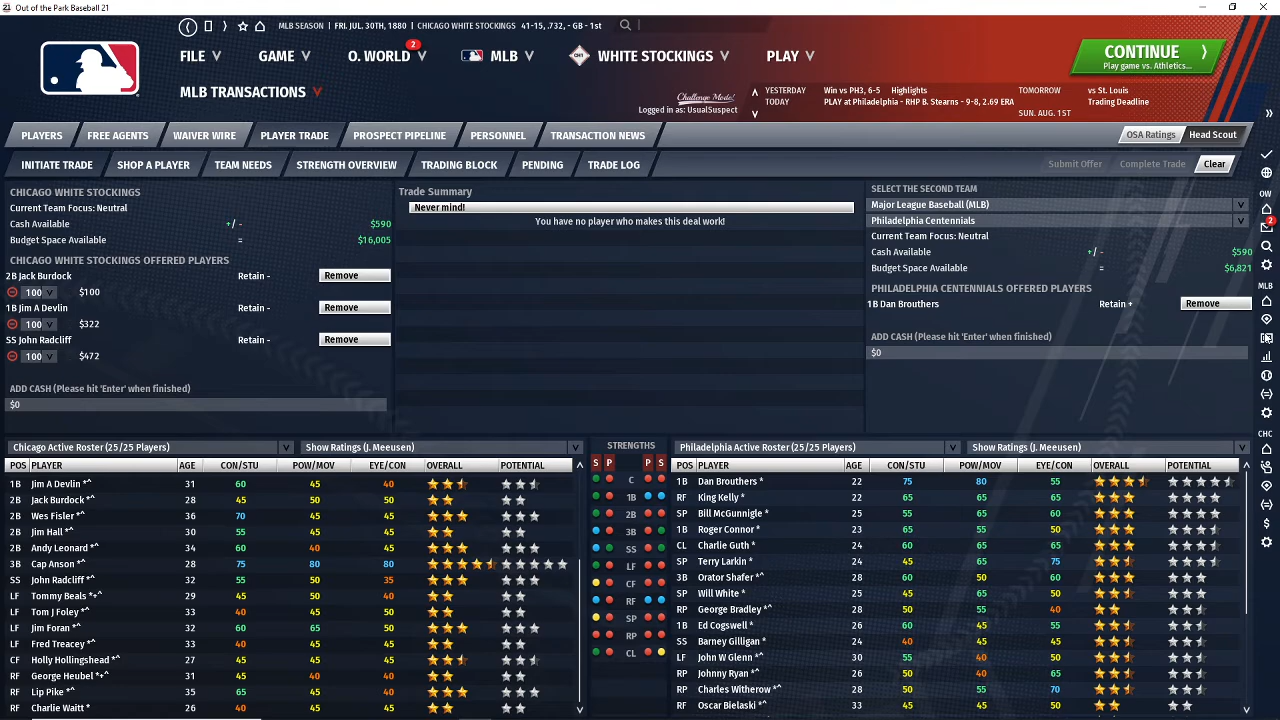 Out of the Park Baseball 21
MLB SEASON | FRI. JUL. 30TH, 1880 | CHICAGO WHITE STOCKINGS 41-15, .732, - GB - 1st
FILE GAME O. WORLD 2 MLB WHITE STOCKINGS PLAY
CONTINUE
Play game vs. Athletics...
MLB TRANSACTIONS
Challenge Mode!
Logged in as: UsualSuspect
YESTERDAY Win vs PH3, 6-5 Highlights
TODAY PLAY at Philadelphia - RHP B. Stearns - 9-8, 2.69 ERA
TOMORROW vs St. Louis
Trading Deadline
SUN. AUG. 1ST
PLAYERS FREE AGENTS WAIVER WIRE PLAYER TRADE PROSPECT PIPELINE PERSONNEL TRANSACTION NEWS OSA Ratings Head Scout
INITIATE TRADE SHOP A PLAYER TEAM NEEDS STRENGTH OVERVIEW TRADING BLOCK PENDING TRADE LOG Submit Offer Complete Trade Clear
CHICAGO WHITE STOCKINGS
Current Team Focus: Neutral
Cash Available +/- $590
Budget Space Available = $16,005
CHICAGO WHITE STOCKINGS OFFERED PLAYERS
2B Jack Burdock Retain - Remove
100 $100
1B Jim A Devlin Retain - Remove
100 $322
SS John Radcliff Retain - Remove
100 $472
ADD CASH (Please hit 'Enter' when finished)
$0
Trade Summary
Never mind!
You have no player who makes this deal work!
SELECT THE SECOND TEAM
Major League Baseball (MLB)
Philadelphia Centennials
Current Team Focus: Neutral
Cash Available +/- $590
Budget Space Available = $6,821
PHILADELPHIA CENTENNIALS OFFERED PLAYERS
1B Dan Brouthers Retain + Remove
ADD CASH (Please hit 'Enter' when finished)
$0
OW
2
MLB
CHC
Chicago Active Roster (25/25 Players) Show Ratings (J. Meeusen)
POS PLAYER AGE CON/STU POW/MOV EYE/CON OVERALL POTENTIAL
1B Jim A Devlin *^ 31 60 45 40
2B Jack Burdock *^ 28 45 50 50
2B Wes Fisler *^ 36 70 45 45
2B Jim Hall *^ 30 55 40 45
2B Andy Leonard *^ 34 60 40 45
3B Cap Anson *^ 28 75 80 80
SS John Radcliff *^ 32 55 50 35
LF Tommy Beals *+^ 29 45 50 45
LF Tom J Foley *^ 33 40 45 50
LF Jim Foran *^ 32 60 65 50
LF Fred Treacey *^ 33 40 45 40
CF Holly Hollingshead *^ 27 45 45 45
RF George Heubel *+^ 31 45 45 40
RF Lip Pike *^ 35 65 45 50
RF Charlie Waitt * 26 40 45 45
STRENGTHS
S P P S
C
1B
2B
3B
SS
LF
CF
RF
SP
RP
CL
Philadelphia Active Roster (25/25 Players) Show Ratings (J. Meeusen)
POS PLAYER AGE CON/STU POW/MOV EYE/CON OVERALL POTENTIAL
1B Dan Brouthers * 22 75 80 55
RF King Kelly * 22 65 65 65
SP Bill McGunnigle * 25 55 65 60
1B Roger Connor * 23 65 55 50
CL Charlie Guth * 24 60 65 65
SP Terry Larkin * 24 45 65 75
3B Orator Shafer *^ 28 60 50 60
SP Will White * 25 45 65 50
RP George Bradley *^ 28 50 55 40
1B Ed Cogswell * 26 60 45 55
SS Barney Gilligan * 24 40 45 45
LF John W Glenn * 30 55 40 50
RP Johnny Ryan * 26 50 40 65
RP Charles Witherow * 28 50 55 70
RF Oscar Bielaski * 33 45 45 50